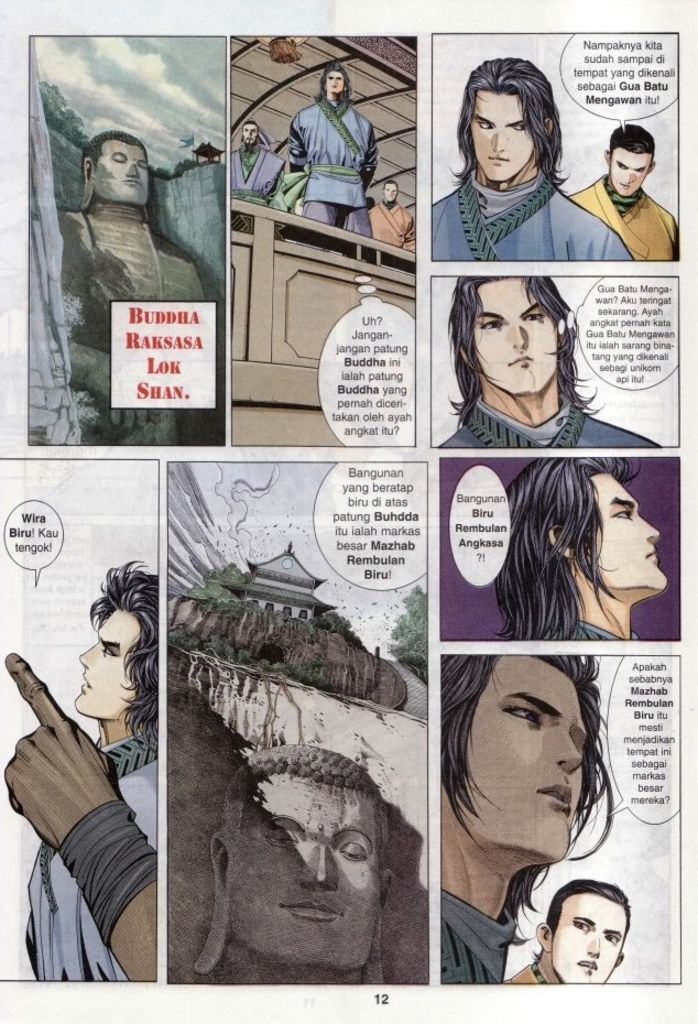 BUDDHA
RAKSASA
LOK
SHAN.
Uh?
Jangan-
jangan patung
Buddha ini
ialah patung
Buddha yang
pernah diceri-
takan oleh ayah
angkat itu?
Nampaknya kita
sudah sampai di
tempat yang dikenali
sebagai Gua Batu
Mengawan itu!
Gua Batu Menga-
wan? Aku teringat
sekarang. Ayah
angkat pernah kata
Gua Batu Mengawan
itu ialah sarang bina-
tang yang dikenali
sebagi unikorn
api itu!
Wira
Biru! Kau
tengok!
Bangunan
yang beratap
biru di atas
patung Buhdda
itu ialah markas
besar Mazhab
Rembulan
Biru!
Bangunan
Biru
Rembulan
Angkasa
?!
Apakah
sebabnya
Mazhab
Rembulan
Biru itu
mesti
menjadikan
tempat ini
sebagai
markas
besar
mereka?
12